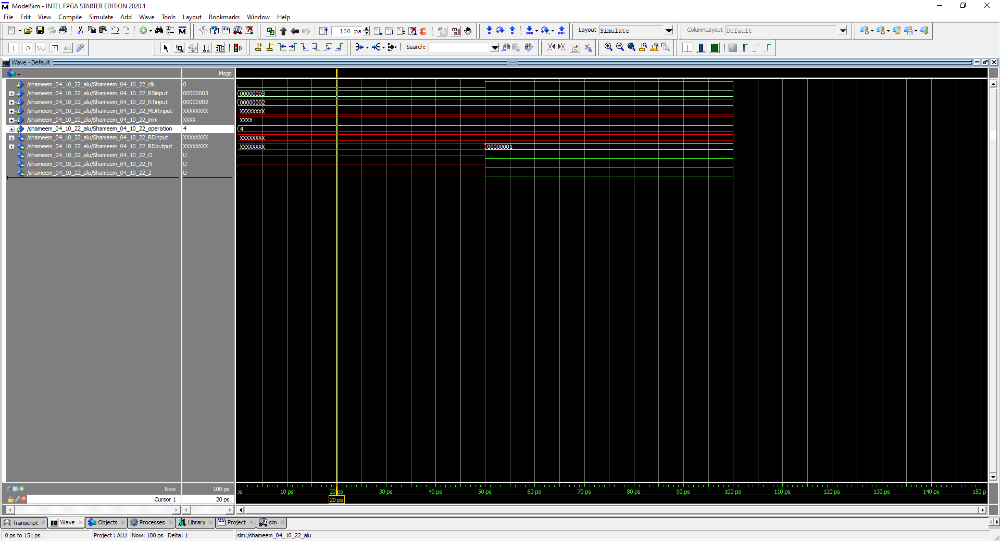 ModelSim - INTEL FPGA STARTER EDITION 2020.1
File Edit View Compile Simulate Add Wave Tools Layout Bookmarks Window Help
100 ps Layout Simulate ColumnLayout Default
ALL Search:
Wave - Default
Msgs
/shameem_04_10_22_alu/Shameem_04_10_22_clk 0
/shameem_04_10_22_alu/Shameem_04_10_22_RSinput 00000003 00000003
/shameem_04_10_22_alu/Shameem_04_10_22_RTinput 00000002 00000002
/shameem_04_10_22_alu/Shameem_04_10_22_MDRinput XXXXXXXX XXXXXXXX
/shameem_04_10_22_alu/Shameem_04_10_22_imm XXXX XXXX
/shameem_04_10_22_alu/Shameem_04_10_22_operation 4 4
/shameem_04_10_22_alu/Shameem_04_10_22_RDinput XXXXXXXX XXXXXXXX
/shameem_04_10_22_alu/Shameem_04_10_22_RDoutput XXXXXXXX XXXXXXXX 00000001
/shameem_04_10_22_alu/Shameem_04_10_22_O U
/shameem_04_10_22_alu/Shameem_04_10_22_N U
/shameem_04_10_22_alu/Shameem_04_10_22_Z U
Now 100 ps ps 10 ps 20 ps 30 ps 40 ps 50 ps 60 ps 70 ps 80 ps 90 ps 100 ps 110 ps 120 ps 130 ps 140 ps 150 p
Cursor 1 20 ps 20 ps
Transcript Wave Objects Processes Library Project sim
0 ps to 151 ps Project : ALU Now: 100 ps Delta: 1 sim:/shameem_04_10_22_alu